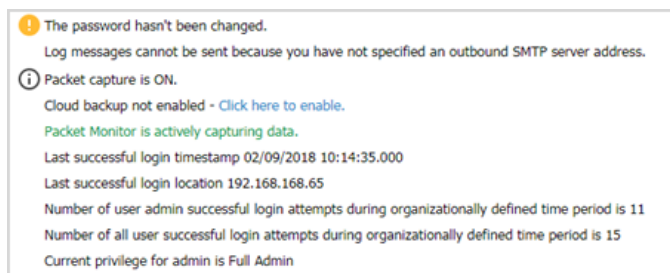 The password hasn't been changed.
Log messages cannot be sent because you have not specified an outbound SMTP server address.
Packet capture is ON.
Cloud backup not enabled - Click here to enable.
Packet Monitor is actively capturing data.
Last successful login timestamp 02/09/2018 10:14:35.000
Last successful login location 192.168.168.65
Number of user admin successful login attempts during organizationally defined time period is 11
Number of all user successful login attempts during organizationally defined time period is 15
Current privilege for admin is Full Admin